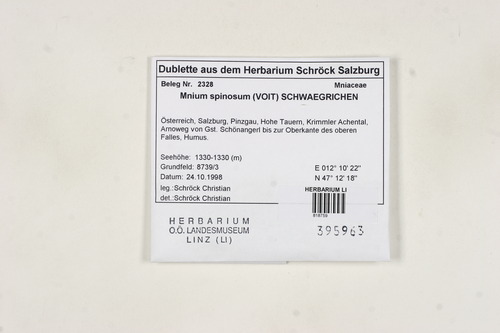 Dublette aus dem Herbarium Schröck Salzburg
Beleg Nr. 2328 Mniaceae
Mnium spinosum (VOIT) SCHWAEGRICHEN
Österreich, Salzburg, Pinzgau, Hohe Tauern, Krimmler Achental,
Arnoweg von Gst. Schönangerl bis zur Oberkante des oberen
Falles, Humus.
Seehöhe: 1330-1330 (m)
Grundfeld: 8739/3 E 012° 10' 22"
Datum: 24.10.1998 N 47° 12' 18"
leg.:Schröck Christian HERBARIUM LI
det.:Schröck Christian
818759
HERBARIUM
O.Ö. LANDESMUSEUM
LINZ (LI)
395963